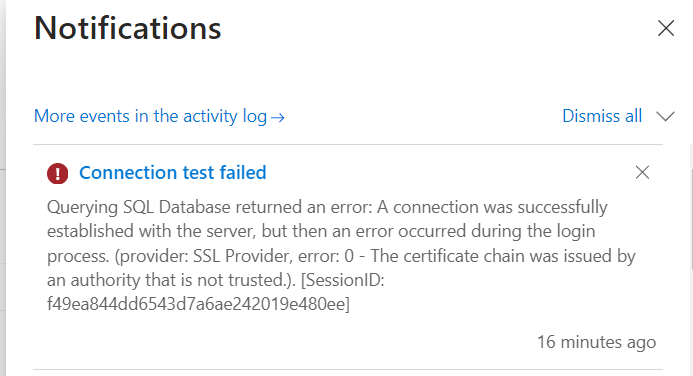 Notifications
More events in the activity log→
Dismiss all
Connection test failed
Querying SQL Database returned an error: A connection was successfully
established with the server, but then an error occurred during the login
process. (provider: SSL Provider, error: 0 - The certificate chain was issued by
an authority that is not trusted.). [SessionID:
f49ea844dd6543d7a6ae242019e480ee]
16 minutes ago